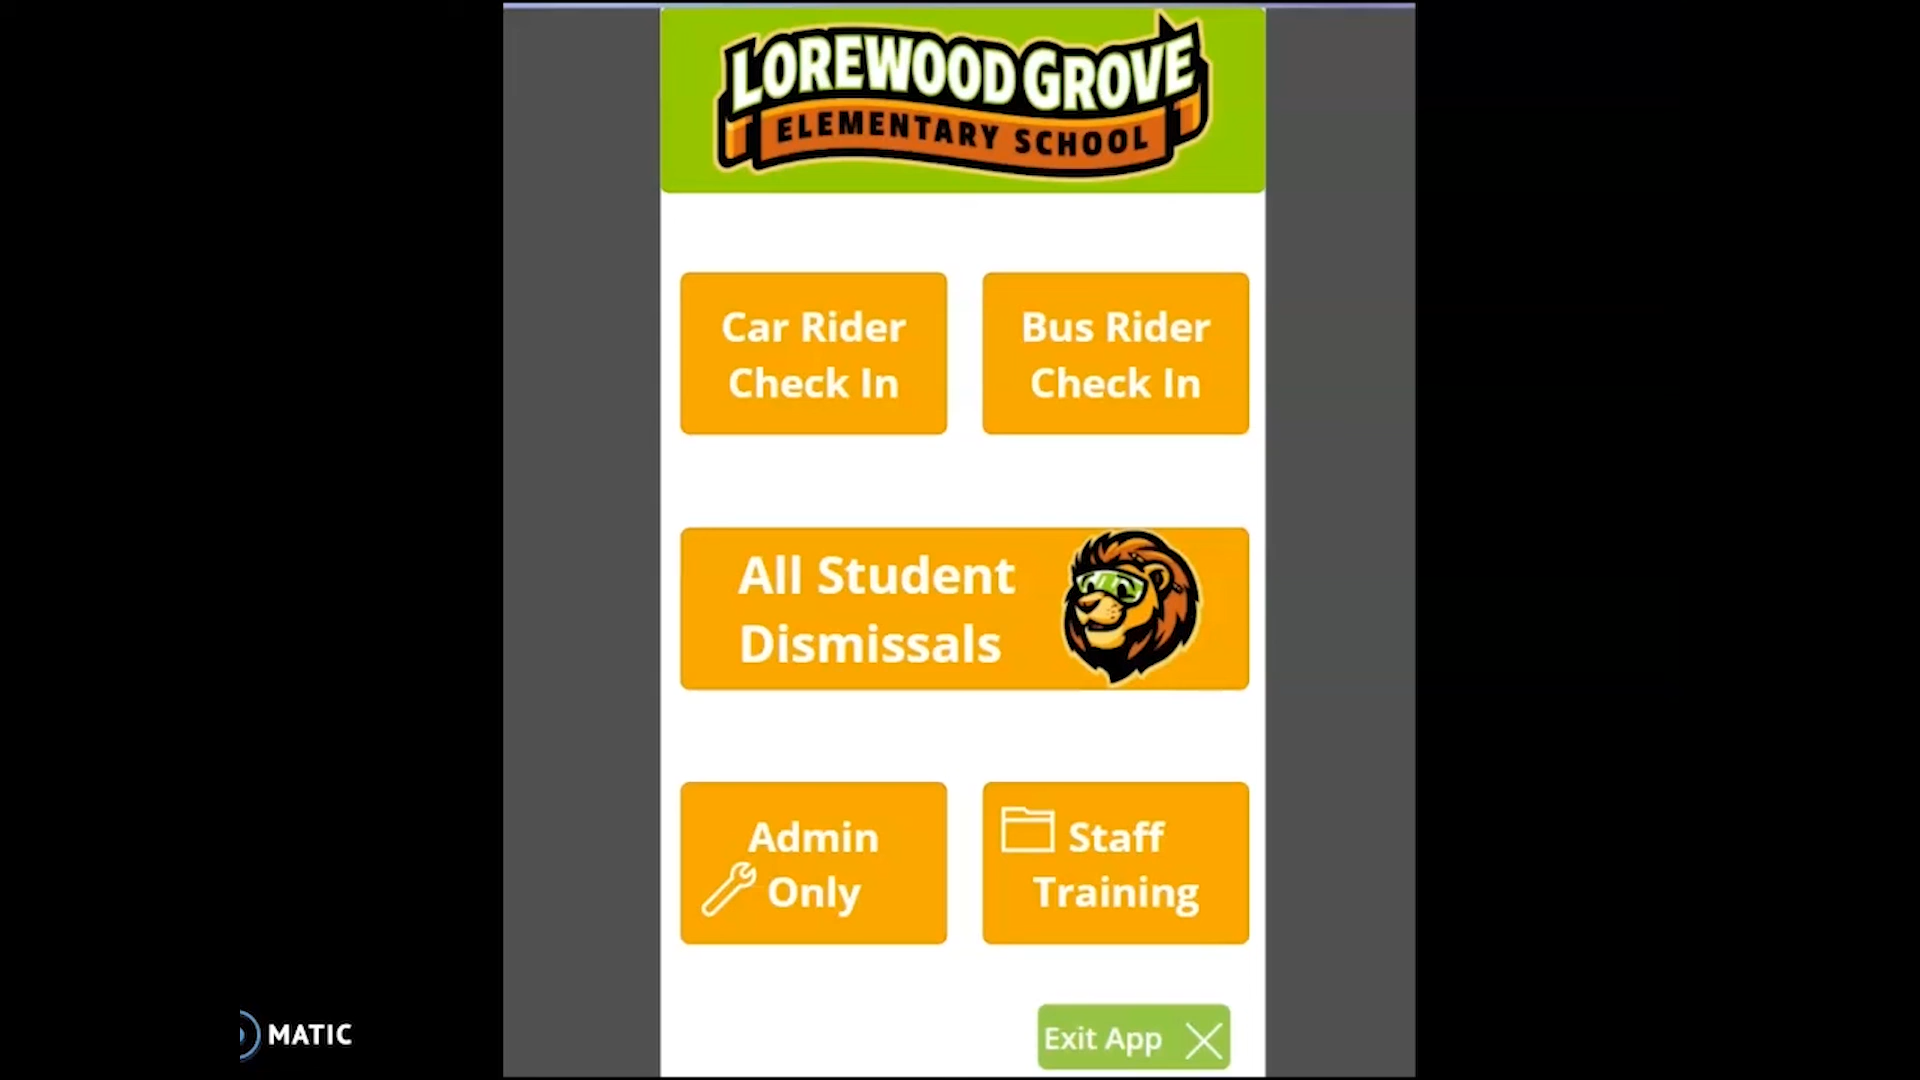 LOREWOOD GROVE
ELEMENTARY SCHOOL
Car Rider
Check In
Bus Rider
Check In
All Student
Dismissals
Admin
Only
Staff
Training
Exit App
MATIC